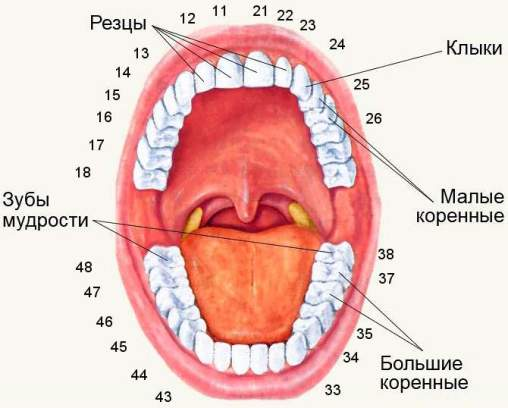 Резцы
12 11 21 22 23
13 24
Клыки
14
15 25
16 26
17
18
Малые
коренные
Зубы
мудрости
48 38
37
47
46 35
45 34
Большие
коренные
44
43 33